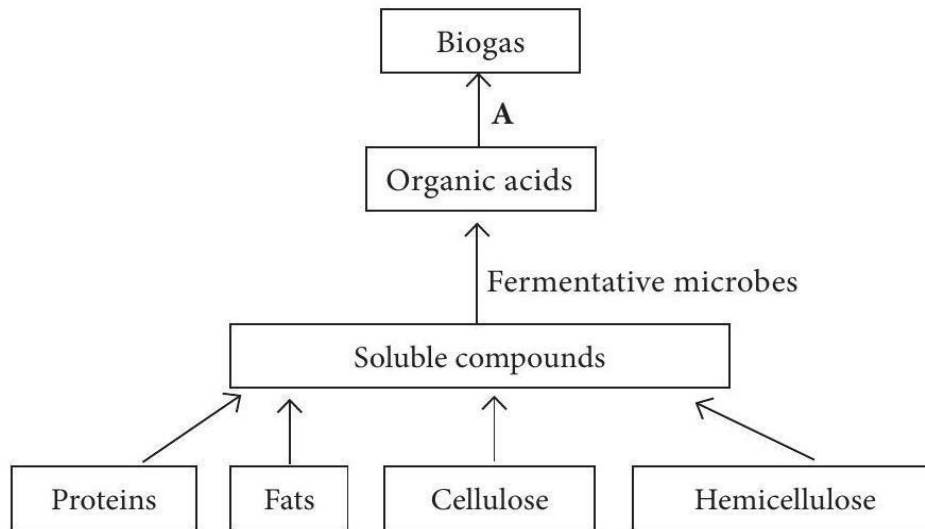 Biogas
A
Organic acids
Fermentative microbes
Soluble compounds
Proteins
Fats
Cellulose
Hemicellulose